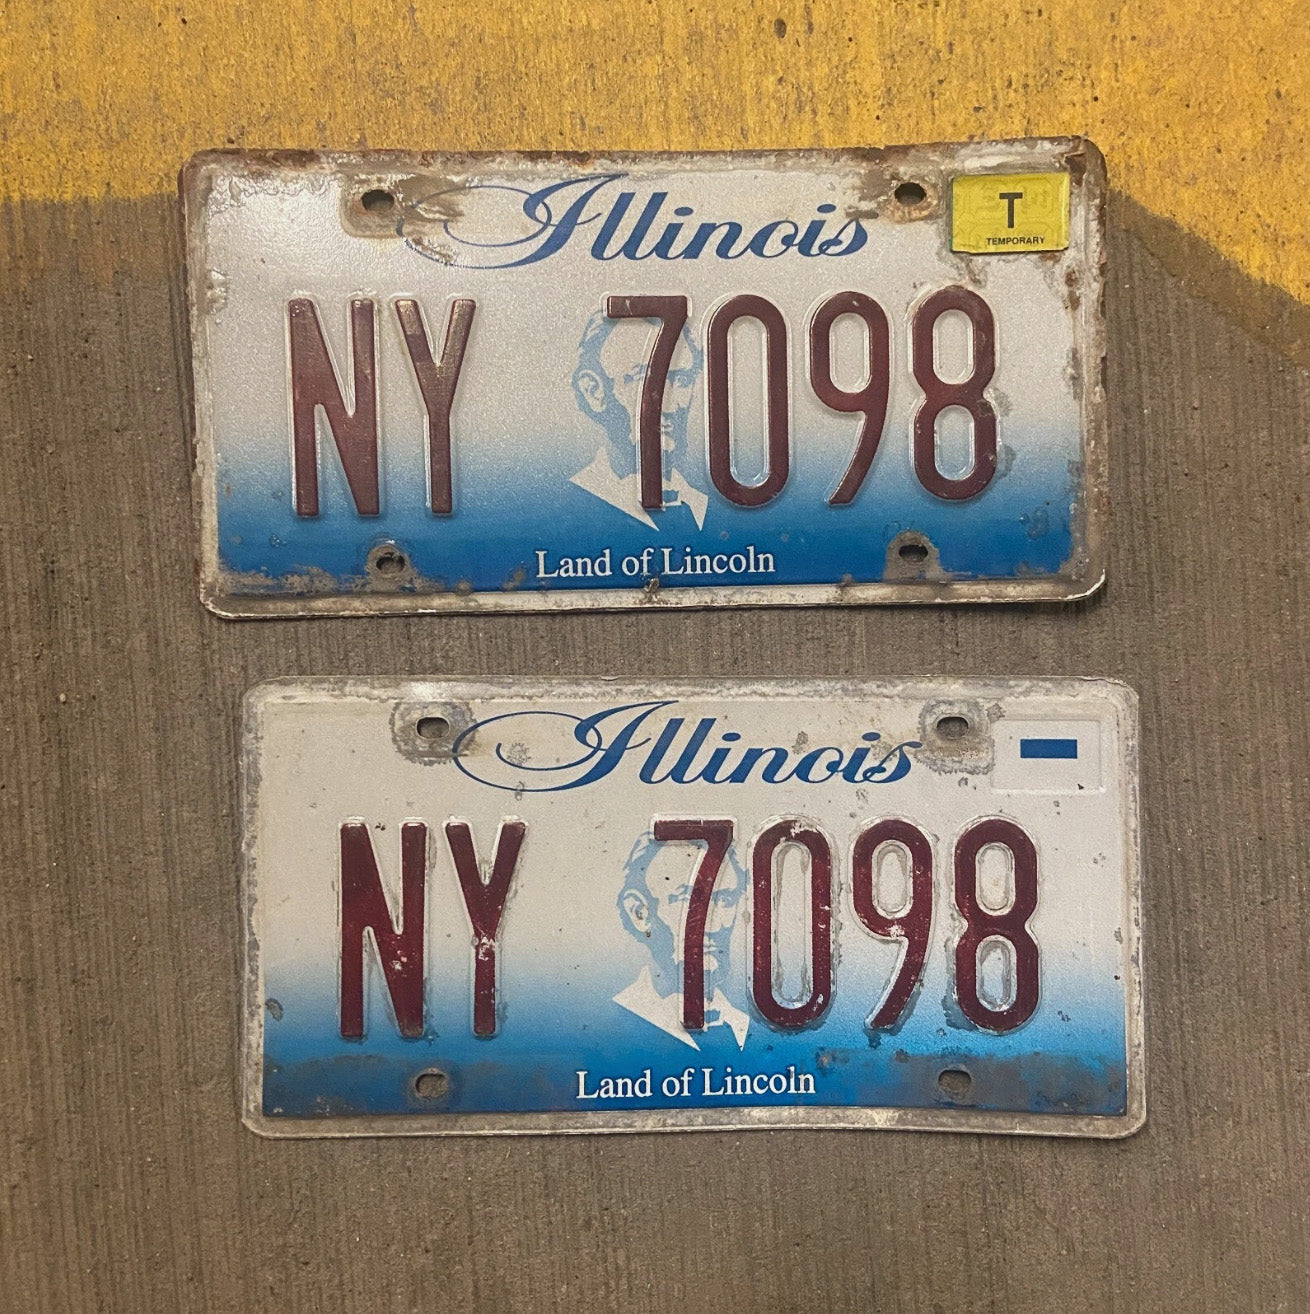 Illinois
T
TEMPORARY
NY 7098
Land of Lincoln
Illinois
NY 7098
Land of Lincoln